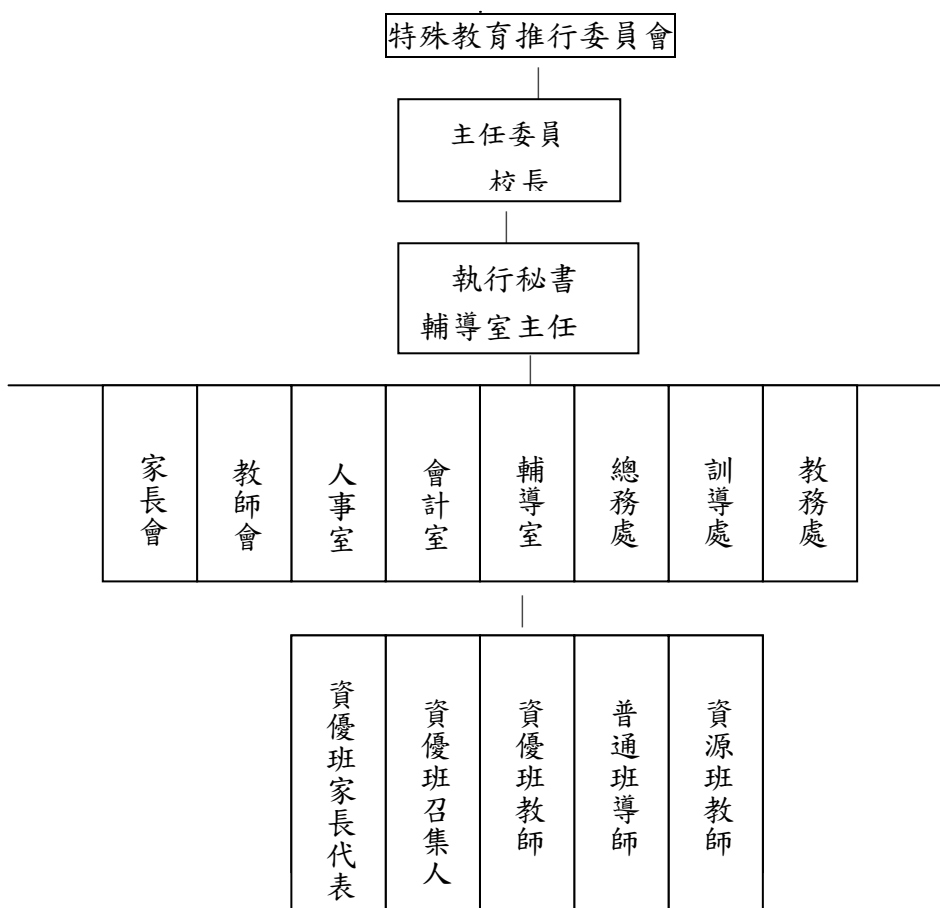 特殊教育推行委員會
主任委員
校長
執行秘書
輔導室主任
家長會
教師會
人事室
會計室
輔導室
總務處
訓導處
教務處
資優班家長代表
資優班召集人
資優班教師
普通班導師
資源班教師